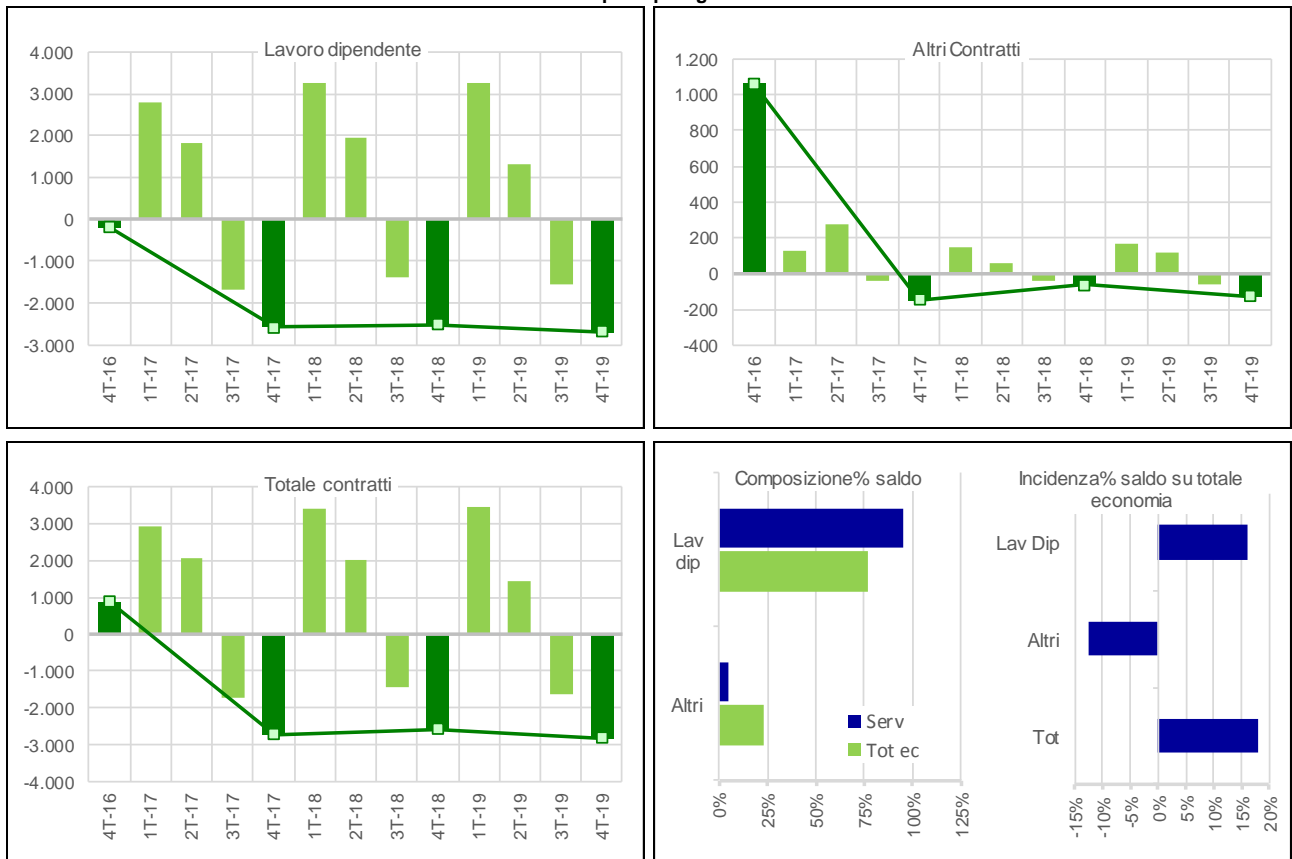 Lavoro dipendente
4.000
3.000
2.000
1.000
0
-1.000
-2.000
-3.000
4T-16
1T-17
2T-17
3T-17
4T-17
1T-18
2T-18
3T-18
4T-18
1T-19
2T-19
3T-19
4T-19
Altri Contratti
1.200
1.000
800
600
400
200
0
-200
-400
4T-16
1T-17
2T-17
3T-17
4T-17
1T-18
2T-18
3T-18
4T-18
1T-19
2T-19
3T-19
4T-19
Totale contratti
4.000
3.000
2.000
1.000
0
-1.000
-2.000
-3.000
-4.000
4T-16
1T-17
2T-17
3T-17
4T-17
1T-18
2T-18
3T-18
4T-18
1T-19
2T-19
3T-19
4T-19
Composizione% saldo
Lav
dip
Altri
Serv
Tot ec
0%
25%
50%
75%
100%
125%
Incidenza% saldo su totale
economia
Lav Dip
Altri
Tot
-15%
-10%
-5%
0%
5%
10%
15%
20%